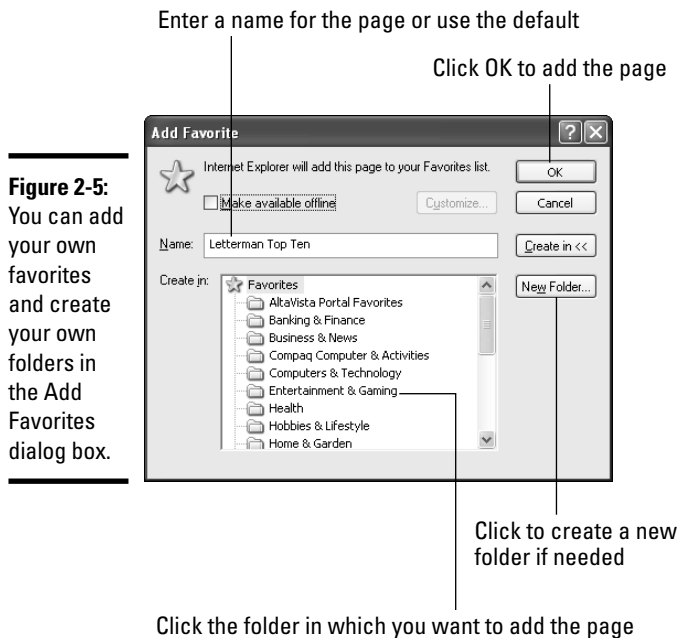 Enter a name for the page or use the default
Click OK to add the page
Figure 2-5:
You can add
your own
favorites
and create
your own
folders in
the Add
Favorites
dialog box.
Add Favorite
Internet Explorer will add this page to your Favorites list.
OK
Make available offline
Customize...
Cancel
Name:
Letterman Top Ten
Create in <<
Create in:
Favorites
New Folder...
AltaVista Portal Favorites
Banking & Finance
Business & News
Compaq Computer & Activities
Computers & Technology
Entertainment & Gaming
Health
Hobbies & Lifestyle
Home & Garden
Click to create a new
folder if needed
Click the folder in which you want to add the page